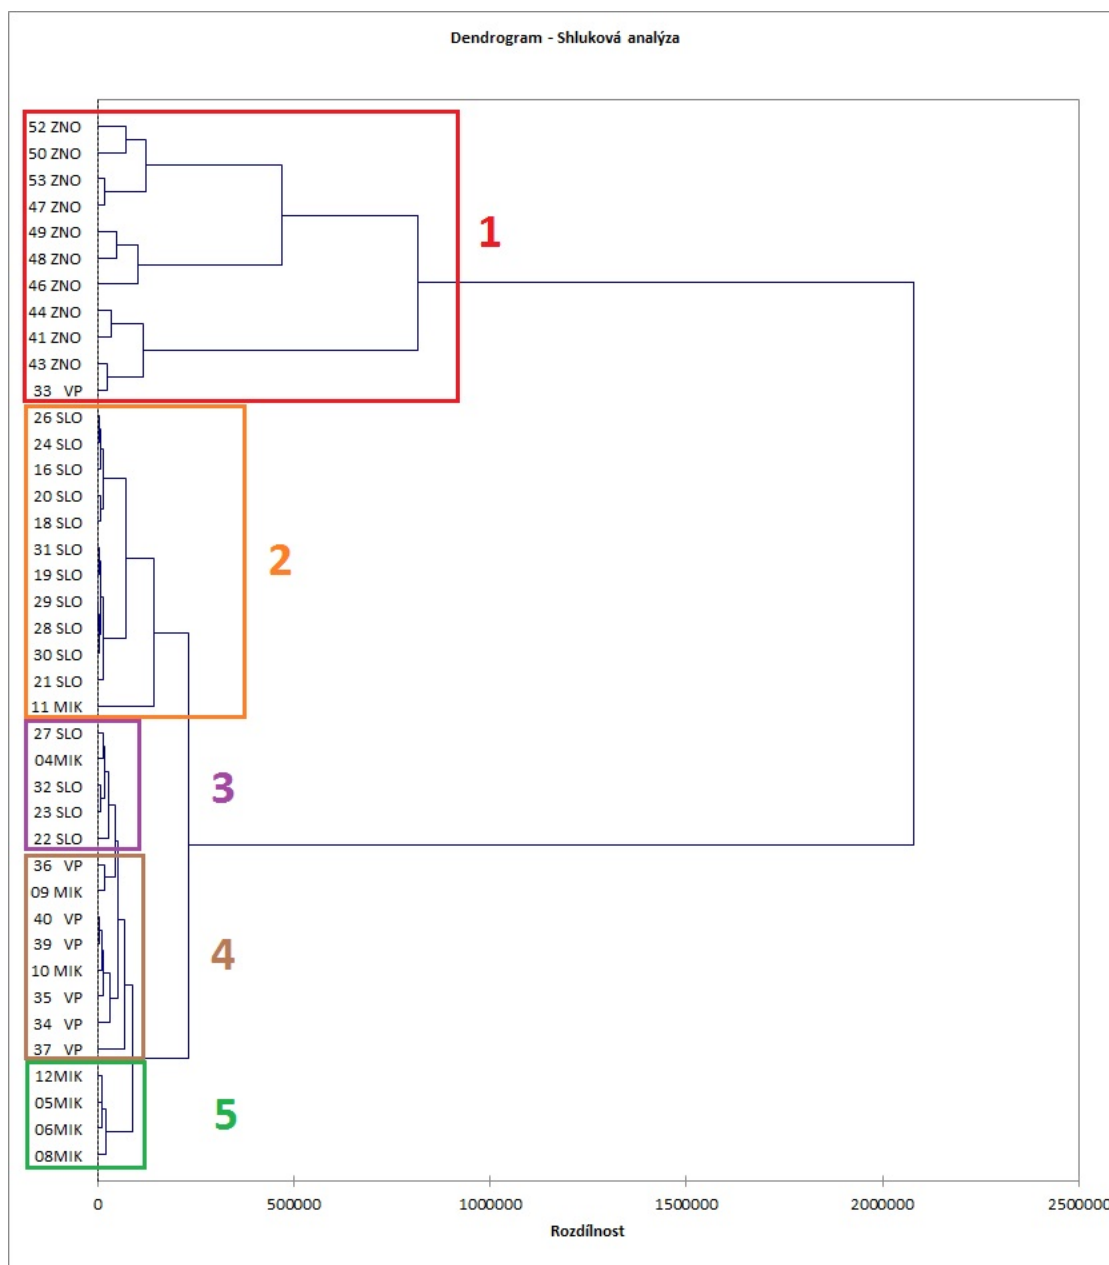 Dendrogram - Shluková analýza
52 ZNO
50 ZNO
53 ZNO
47 ZNO
49 ZNO
1
48 ZNO
46 ZNO
44 ZNO
41 ZNO
43 ZNO
33 VP
26 SLO
24 SLO
16 SLO
20 SLO
18 SLO
31 SLO
2
19 SLO
29 SLO
28 SLO
30 SLO
21 SLO
11 MIK
27 SLO
04MIK
32 SLO
3
23 SLO
22 SLO
36 VP
09 MIK
40 VP
39 VP
4
10 MIK
35 VP
34 VP
37 VP
12MIK
05MIK
5
06MIK
08MIK
0 500000 1000000 1500000 2000000 2500000
Rozdílnost